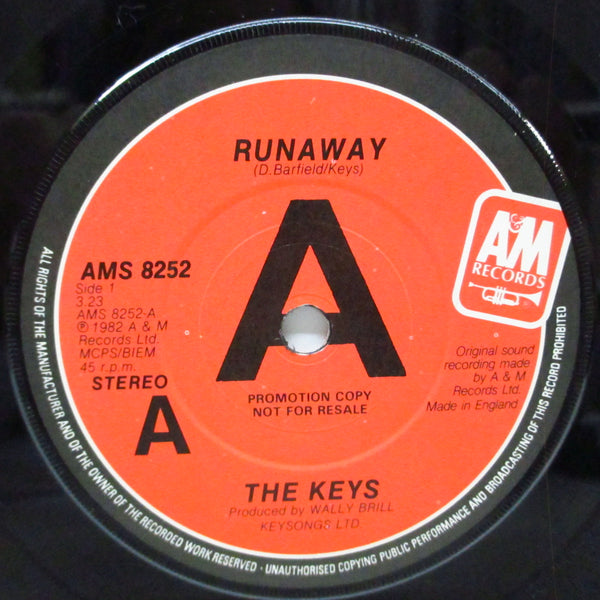 RUNAWAY
(D.Barfield/Keys)
A
A&M
RECORDS
AMS 8252
Side 1
3.23
AMS 8252-A
℗ 1982 A & M
Records Ltd.
MCPS/BIEM
45 r.p.m.
STEREO
A
Original sound
recording made
by A & M
Records Ltd.
Made in England
PROMOTION COPY
NOT FOR RESALE
THE KEYS
Produced by WALLY BRILL
KEYSONGS LTD.
ALL RIGHTS OF THE MANUFACTURER AND OF THE OWNER OF THE RECORDED WORK RESERVED - UNAUTHORISED COPYING PUBLIC PERFORMANCE AND BROADCASTING OF THIS RECORD PROHIBITED